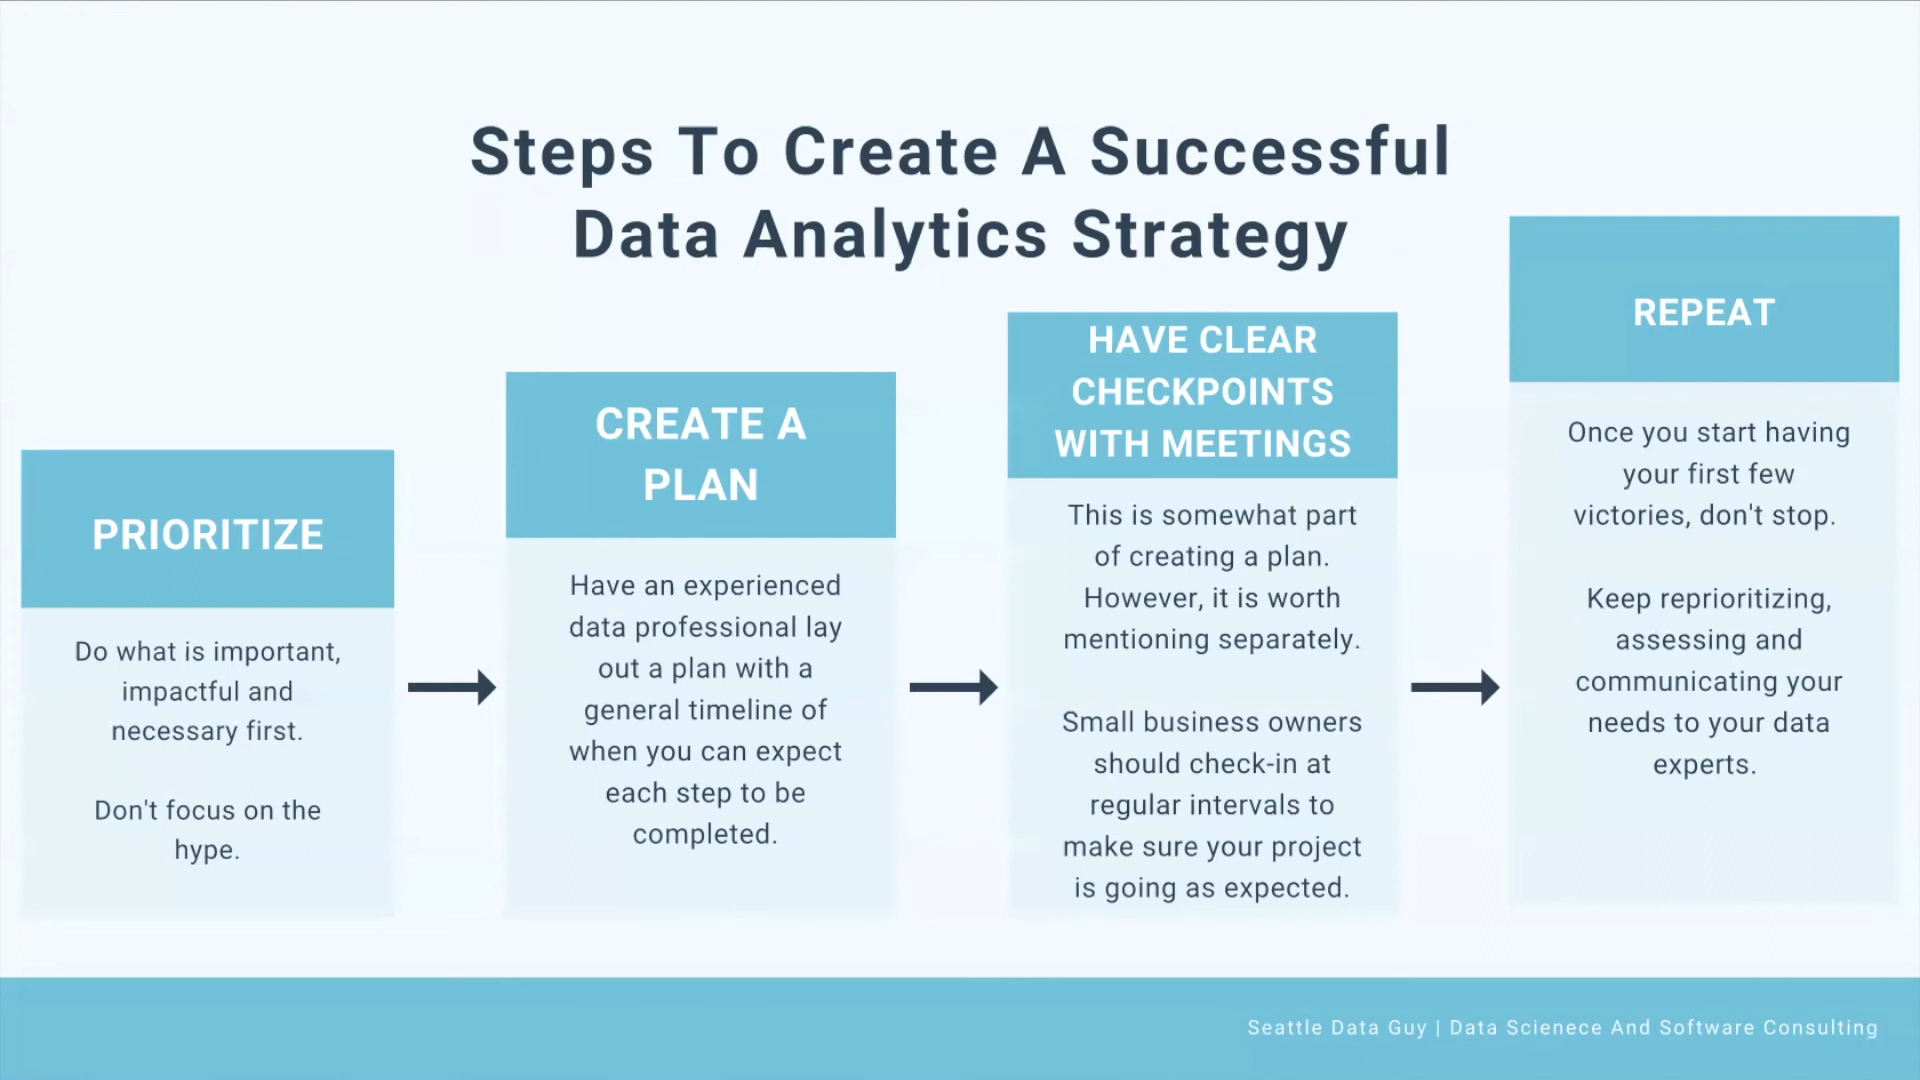 Steps To Create A Successful
Data Analytics Strategy
PRIORITIZE
Do what is important,
impactful and
necessary first.
Don't focus on the
hype.
CREATE A
PLAN
Have an experienced
data professional lay
out a plan with a
general timeline of
when you can expect
each step to be
completed.
HAVE CLEAR
CHECKPOINTS
WITH MEETINGS
This is somewhat part
of creating a plan.
However, it is worth
mentioning separately.
Small business owners
should check-in at
regular intervals to
make sure your project
is going as expected.
REPEAT
Once you start having
your first few
victories, don't stop.
Keep reprioritizing,
assessing and
communicating your
needs to your data
experts.
Seattle Data Guy | Data Scienece And Software Consulting